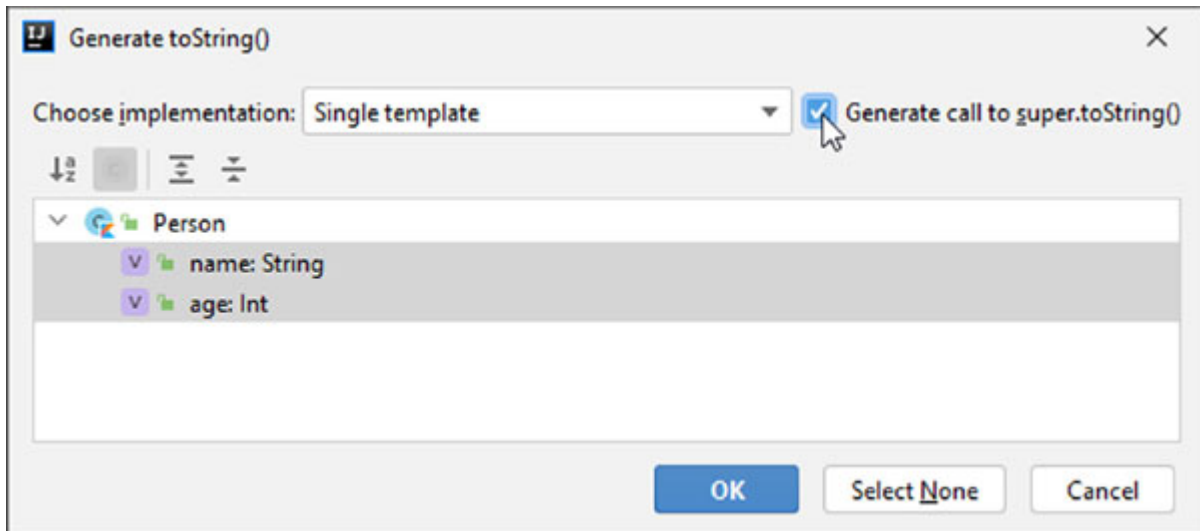 Generate toString()
Choose implementation: Single template Generate call to super.toString()
Person
name: String
age: Int
OK Select None Cancel